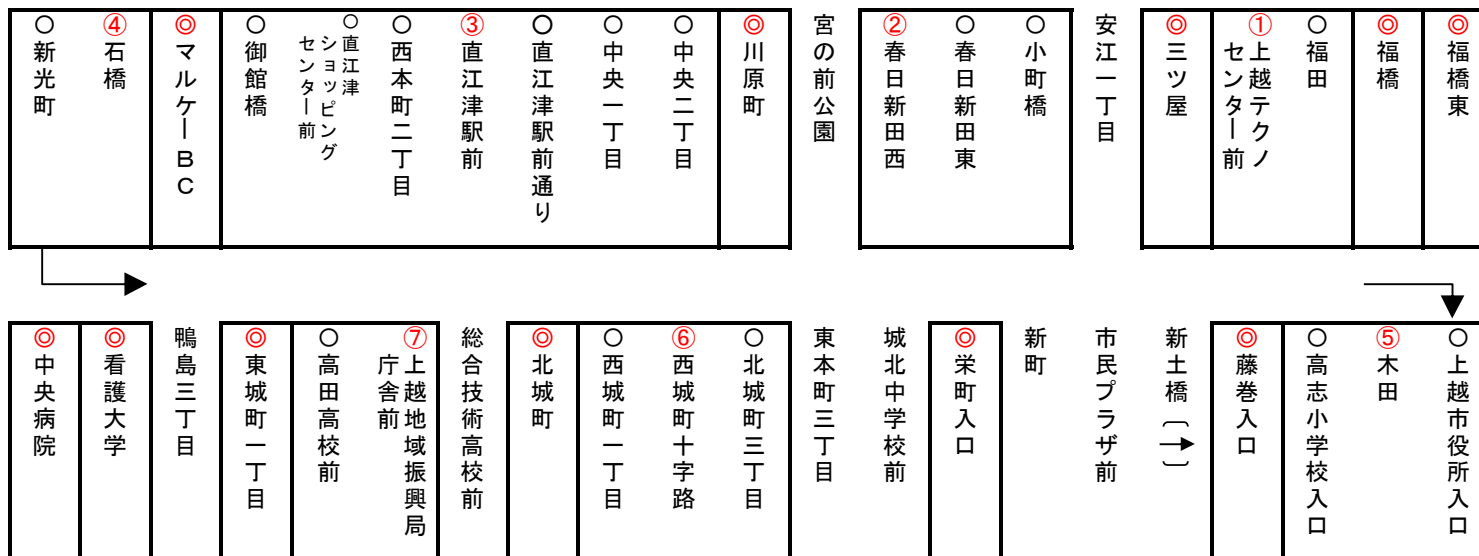 ◎福橋東
◎福橋
○福田
①上越テクノ
センター前
◎三ツ屋
安江一丁目
○小町橋
○春日新田東
②春日新田西
宮の前公園
◎川原町
○中央二丁目
○中央一丁目
○直江津駅前通り
③直江津駅前
○西本町二丁目
○直江津
ショッピング
センター前
○御館橋
◎マルケーBC
④石橋
○新光町
○上越市役所入口
⑤木田
○高志小学校入口
◎藤巻入口
新土橋(→)
市民プラザ前
新町
◎栄町入口
城北中学校前
東本町三丁目
○北城町三丁目
⑥西城町十字路
○西城町一丁目
◎北城町
総合技術高校前
⑦上越地域振興局
庁舎前
○高田高校前
◎東城町一丁目
鴨島三丁目
◎看護大学
◎中央病院